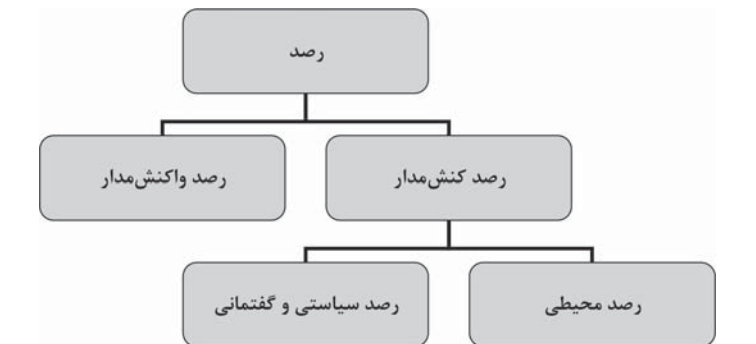 رصد
رصد کنش‌مدار
رصد واکنش‌مدار
رصد محیطی
رصد سیاستی و گفتمانی